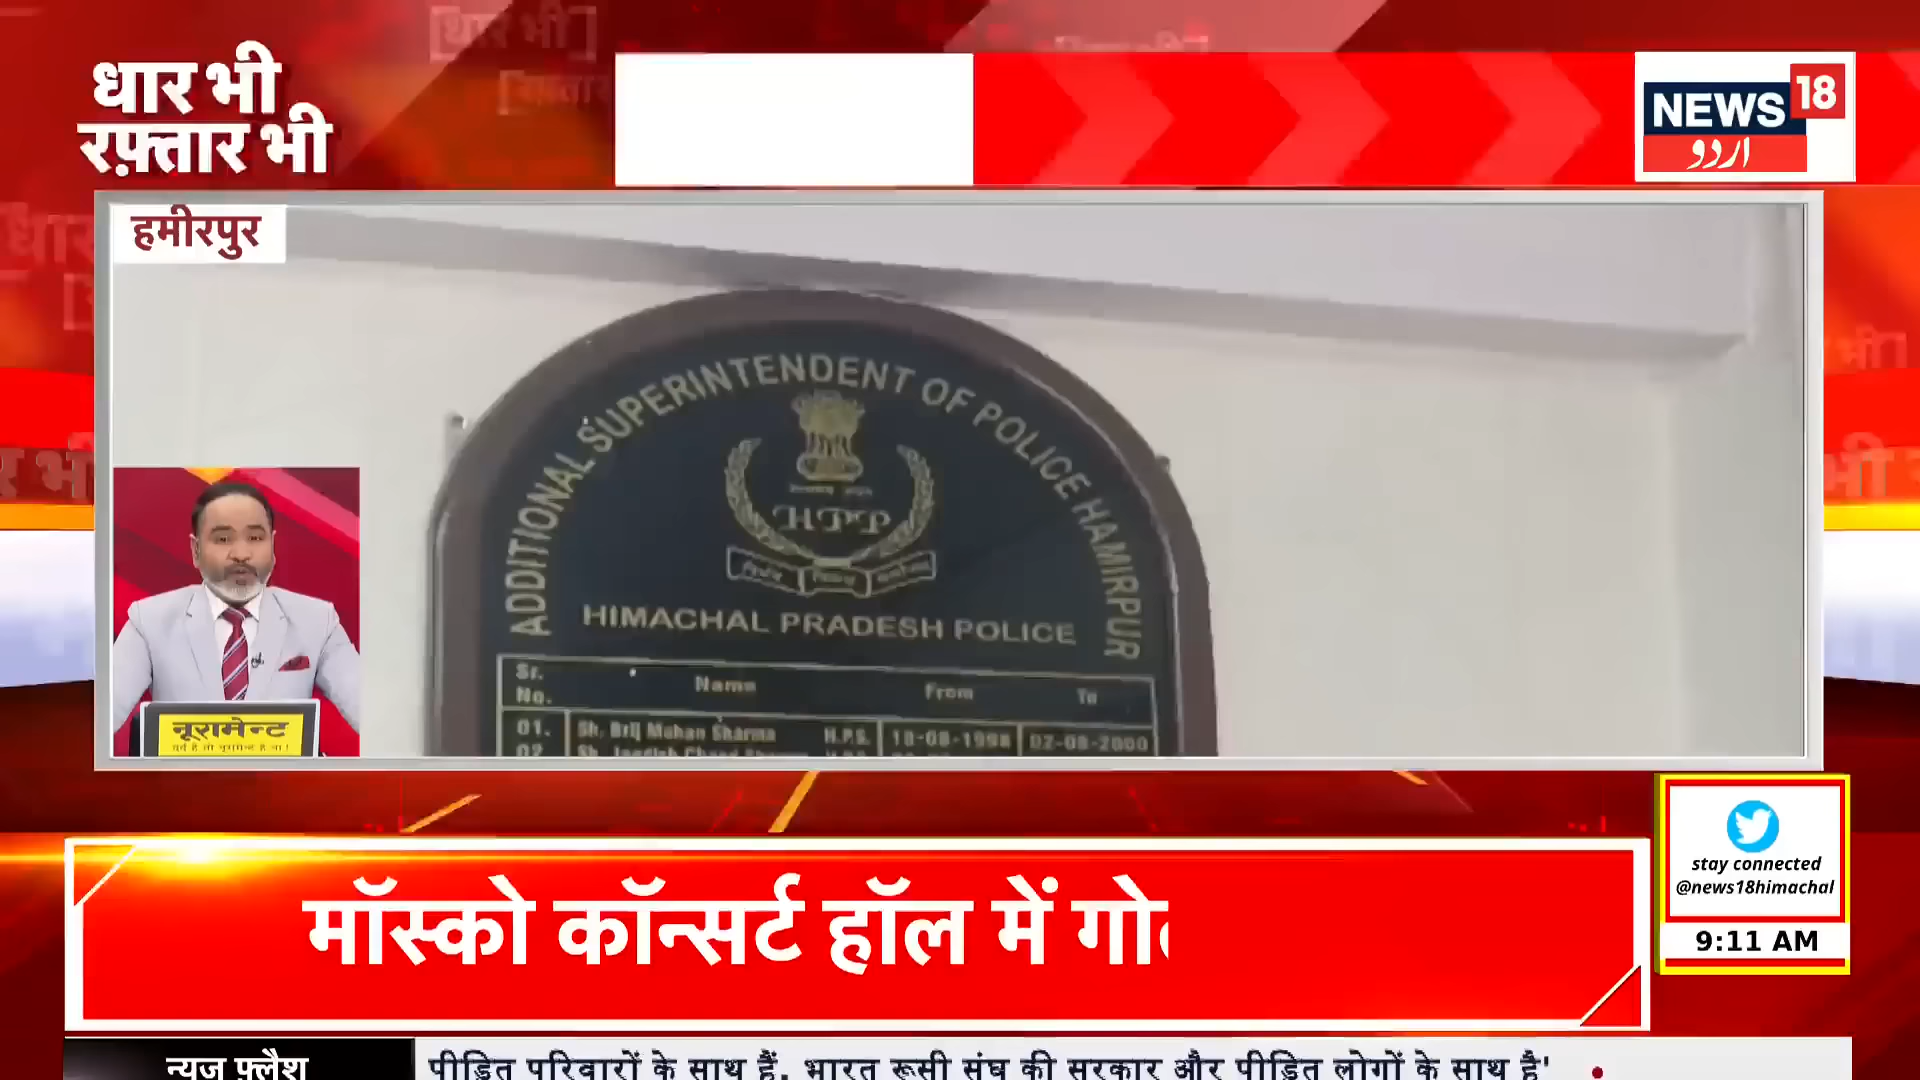 धार भी
रफ़्तार भी
NEWS 18
اردو
हमीरपुर
ADDITIONAL SUPERINTENDENT OF POLICE HAMIRPUR
HPP
HIMACHAL PRADESH POLICE
Sr. No. Name From To
01. Sh. Brij Mohan Sharma H.P.S. 18-08-1998 02-08-2000
02
नूरामेन्ट
stay connected
@news18himachal
9:11 AM
मॉस्को कॉन्सर्ट हॉल में
न्यूज़ फ़्लैश
पीड़ित परिवारों के साथ हैं, भारत रूसी संघ की सरकार और पीड़ित लोगों के साथ है' •